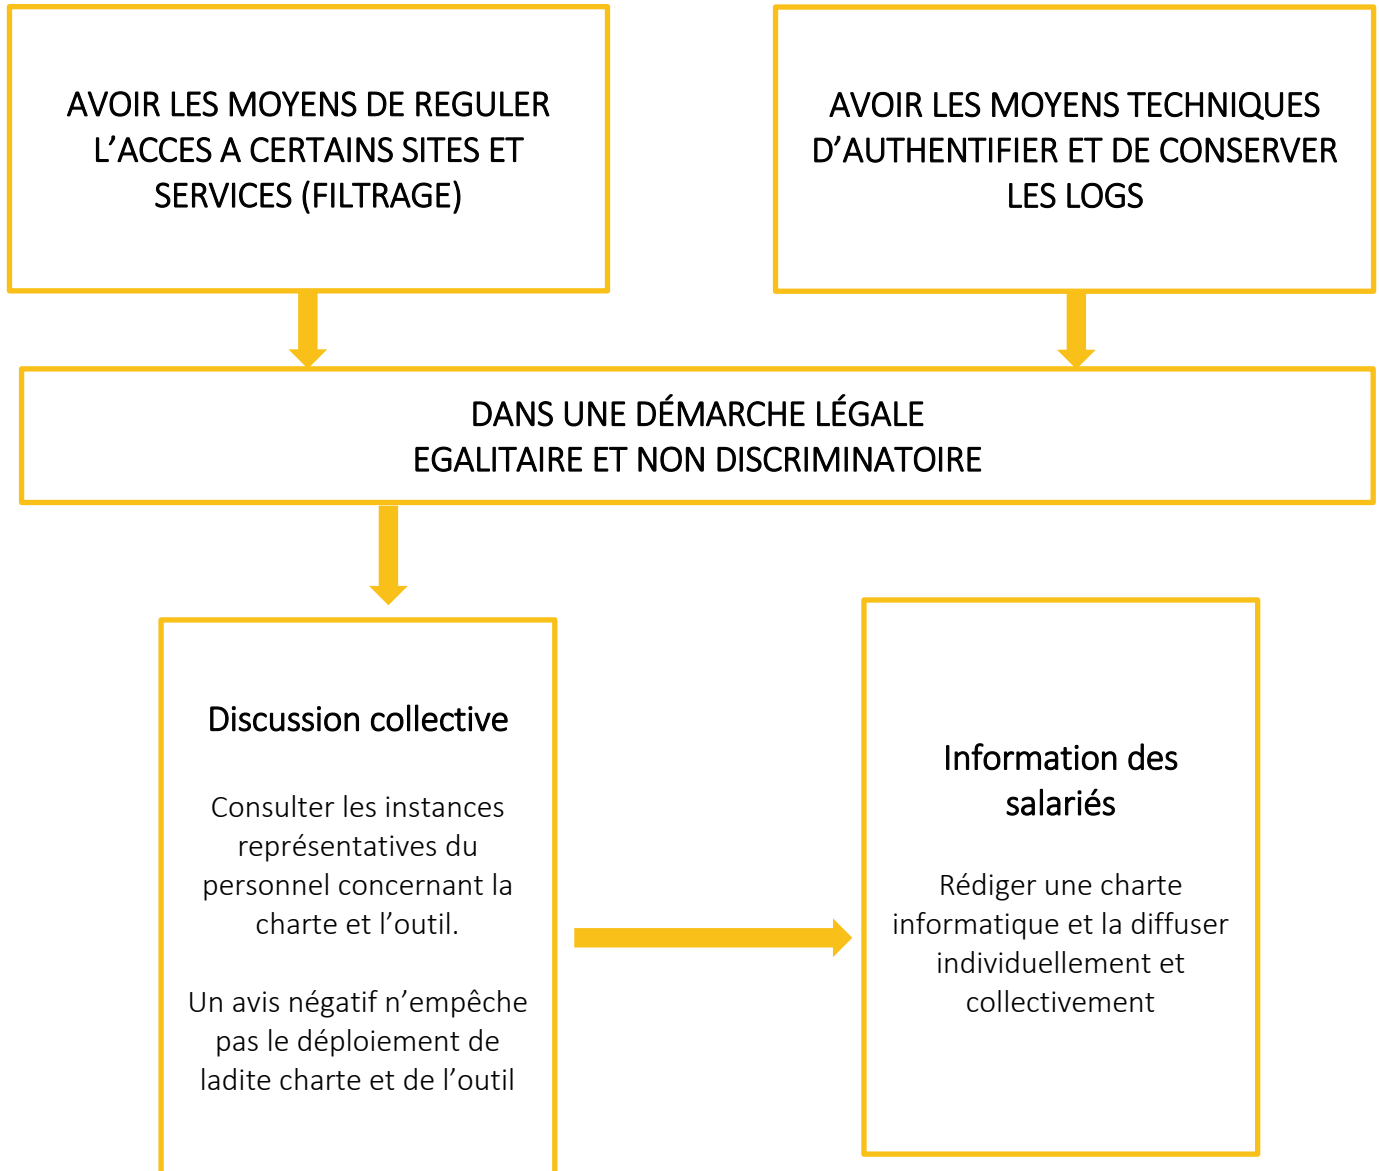 AVOIR LES MOYENS DE REGULER
L’ACCES A CERTAINS SITES ET
SERVICES (FILTRAGE)
AVOIR LES MOYENS TECHNIQUES
D’AUTHENTIFIER ET DE CONSERVER
LES LOGS
DANS UNE DÉMARCHE LÉGALE
EGALITAIRE ET NON DISCRIMINATOIRE
Discussion collective
Consulter les instances
représentatives du
personnel concernant la
charte et l’outil.
Un avis négatif n’empêche
pas le déploiement de
ladite charte et de l’outil
Information des
salariés
Rédiger une charte
informatique et la diffuser
individuellement et
collectivement